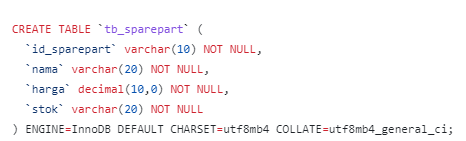 CREATE TABLE `tb_sparepart` (
  `id_sparepart` varchar(10) NOT NULL,
  `nama` varchar(20) NOT NULL,
  `harga` decimal(10,0) NOT NULL,
  `stok` varchar(20) NOT NULL
) ENGINE=InnoDB DEFAULT CHARSET=utf8mb4 COLLATE=utf8mb4_general_ci;